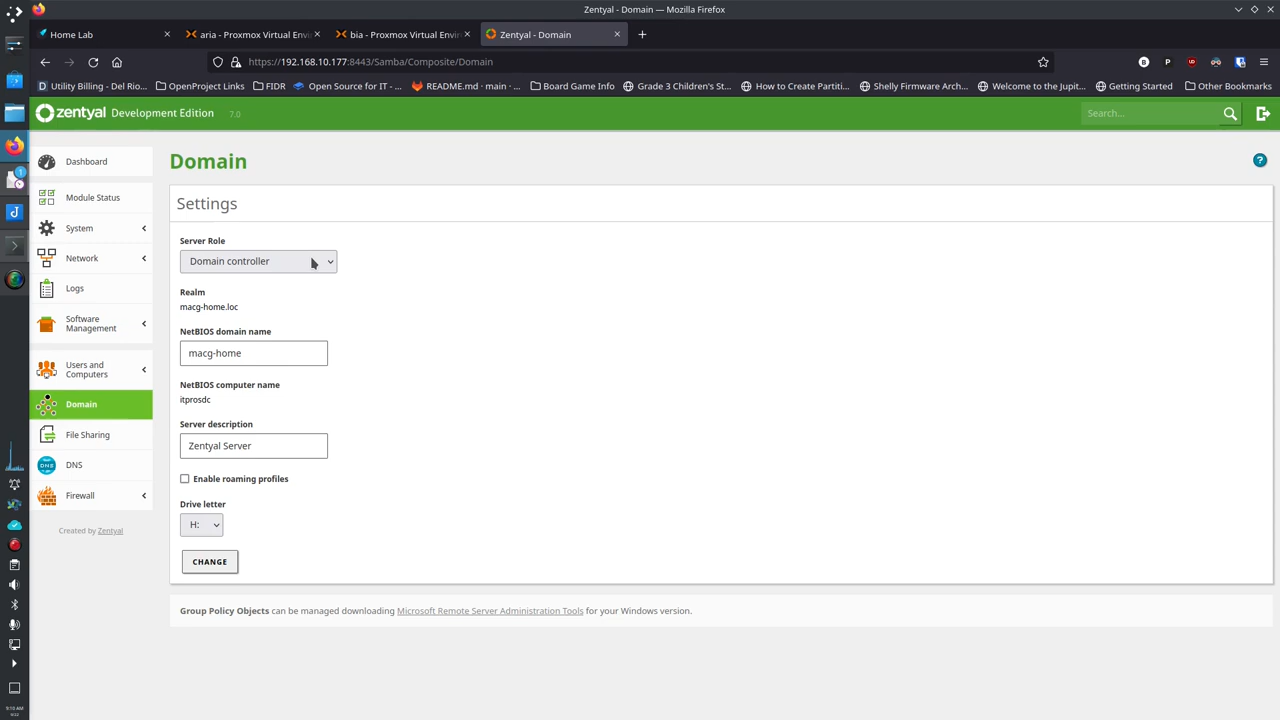 Zentyal - Domain — Mozilla Firefox
Home Lab
aria - Proxmox Virtual Envi
bia - Proxmox Virtual Envir
Zentyal - Domain
https://192.168.10.177:8443/Samba/Composite/Domain
Utility Billing - Del Rio...
OpenProject Links
FIDR
Open Source for IT - ...
README.md · main · ...
Board Game Info
Grade 3 Children's St...
How to Create Partiti...
Shelly Firmware Arch...
Welcome to the Jupit...
Getting Started
Other Bookmarks
zentyal Development Edition 7.0
Search...
Dashboard
Module Status
System
Network
Logs
Software
Management
Users and
Computers
Domain
File Sharing
DNS
DNS
Firewall
Created by Zentyal
Domain
?
Settings
Server Role
Domain controller
Realm
macg-home.loc
NetBIOS domain name
macg-home
NetBIOS computer name
itprosdc
Server description
Zentyal Server
Enable roaming profiles
Drive letter
H:
CHANGE
Group Policy Objects can be managed downloading Microsoft Remote Server Administration Tools for your Windows version.
1
J
9:10 AM